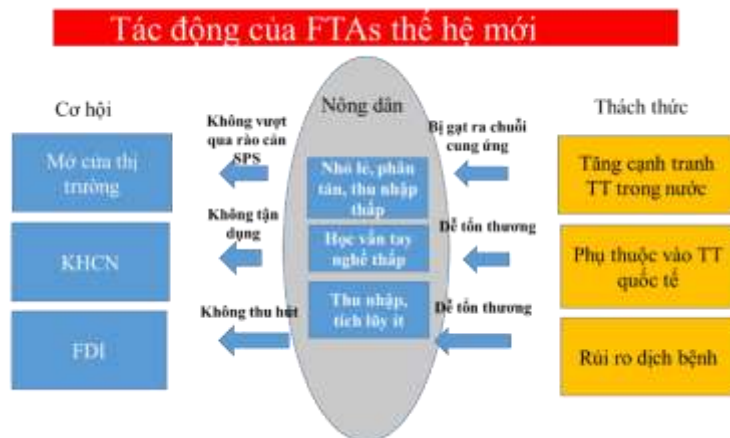 Tác động của FTAs thế hệ mới
Cơ hội
Mở cửa thị
trường
KHCN
FDI
Không vượt
qua rào cản
SPS
Không tận
dụng
Không thu hút
Nông dân
Nhỏ lẻ, phân
tán, thu nhập
thấp
Học vấn tay
nghề thấp
Thu nhập,
tích lũy ít
Bị gạt ra chuỗi
cung ứng
Dễ tổn thương
Dễ tổn thương
Thách thức
Tăng cạnh tranh
TT trong nước
Phụ thuộc vào TT
quốc tế
Rủi ro dịch bệnh